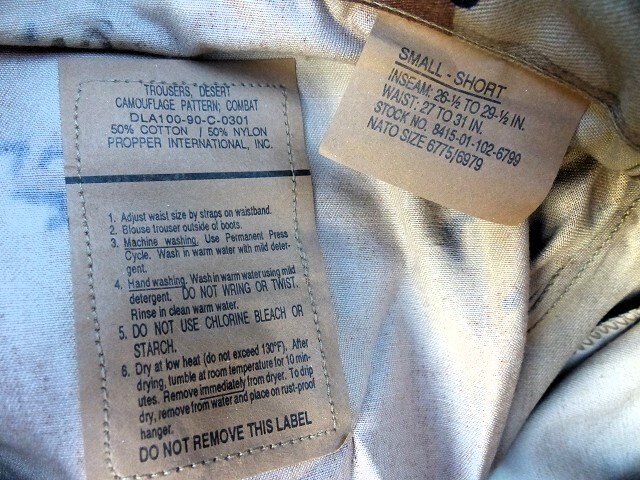 TROUSERS, DESERT
CAMOUFLAGE PATTERN; COMBAT
DLA100-90-C-0301
50% COTTON / 50% NYLON
PROPPER INTERNATIONAL, INC.
1. Adjust waist size by straps on waistband.
2. Blouse trouser outside of boots.
3. Machine washing. Use Permanent Press
Cycle. Wash in warm water with mild deter-
gent.
4. Hand washing. Wash in warm water using mild
detergent. DO NOT WRING OR TWIST.
Rinse in clean warm water.
5. DO NOT USE CHLORINE BLEACH OR
STARCH.
6. Dry at low heat (do not exceed 130°F). After
drying, tumble at room temperature for 10 min-
utes. Remove immediately from dryer. To drip
dry, remove from water and place on rust-proof
hanger.
DO NOT REMOVE THIS LABEL
SMALL - SHORT
INSEAM: 26-½ TO 29-½ IN.
WAIST: 27 TO 31 IN.
STOCK NO. 8415-01-102-6799
NATO SIZE 6775/6979